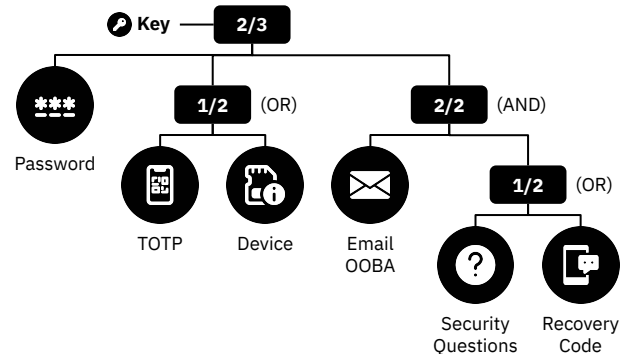 Key 2/3
*** 1/2 (OR) 2/2 (AND)
Password
1/2 (OR)
TOTP Device Email
OOBA
?
Security Recovery
Questions Code